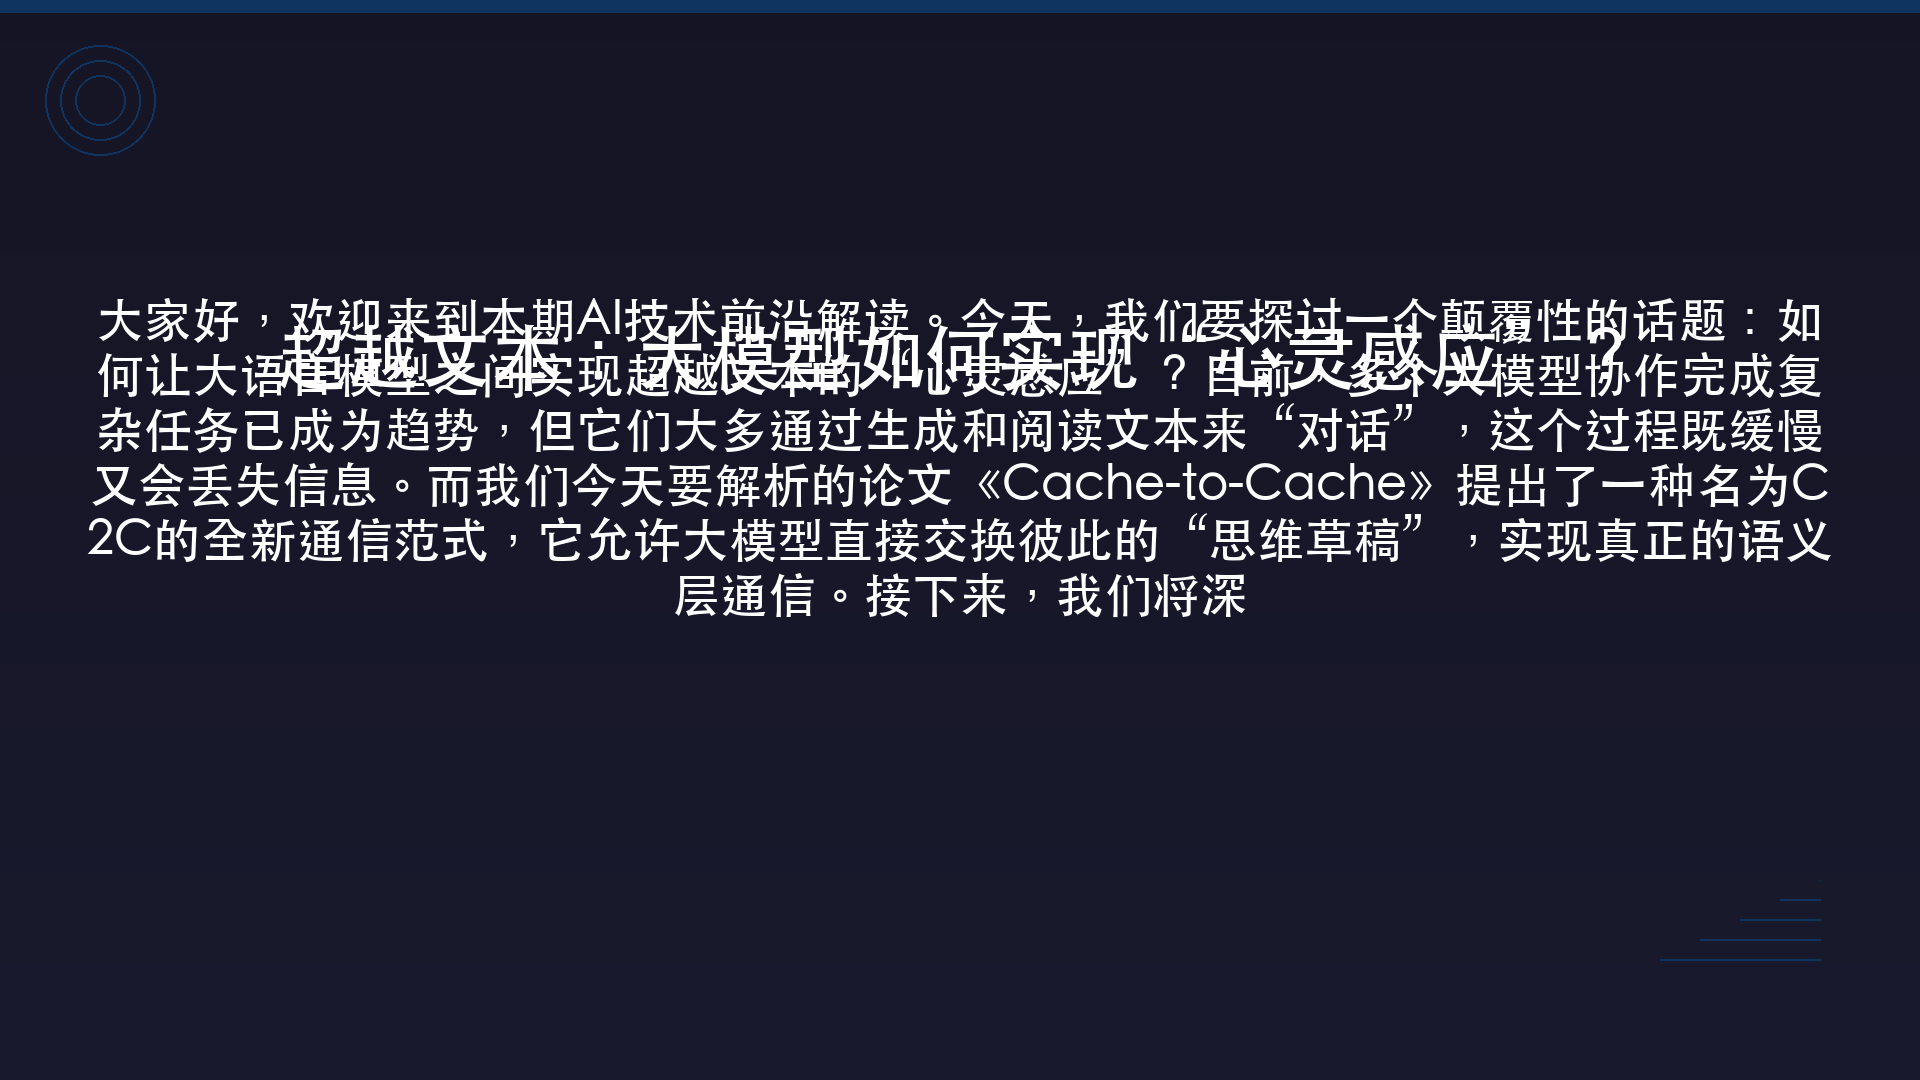 大家好，欢迎来到本期AI技术前沿解读。今天，我们要探讨一个颠覆性的话题：如
超越文本：大模型如何实现“心灵感应”？
何让大语言模型之间实现超越文本的“心灵感应”？目前，多个大模型协作完成复
杂任务已成为趋势，但它们大多通过生成和阅读文本来“对话”，这个过程既缓慢
又会丢失信息。而我们今天要解析的论文《Cache-to-Cache》提出了一种名为C
2C的全新通信范式，它允许大模型直接交换彼此的“思维草稿”，实现真正的语义
层通信。接下来，我们将深